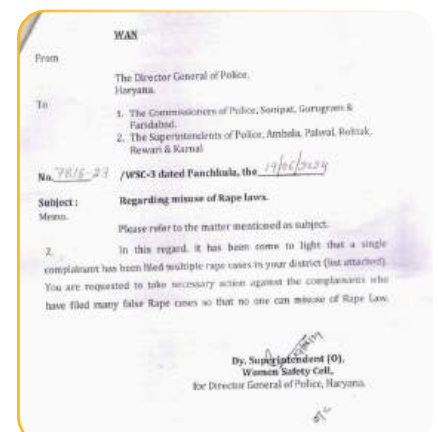 WAN
From
The Director General of Police,
Haryana.
To
1. The Commissioners of Police, Sonipat, Gurugram &
Faridabad.
2. The Superintendents of Police, Ambala, Palwal, Rohtak,
Rewari & Karnal
No. 7816-23 /WSC-3 dated Panchkula, the 19/06/2024
Subject : Regarding misuse of Rape laws.
Memo.
Please refer to the matter mentioned as subject.
2. In this regard, it has been come to light that a single
complainant has been filed multiple rape cases in your district (list attached).
You are requested to take necessary action against the complainants who
have filed many false Rape cases so that no one can misuse of Rape Law.
Dy. Superintendent (O),
Women Safety Cell,
for Director General of Police, Haryana.